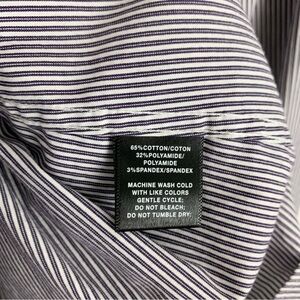 65%COTTON/COTON
32%POLYAMIDE/
POLYAMIDE
3%SPANDEX/SPANDEX
MACHINE WASH COLD
WITH LIKE COLORS
GENTLE CYCLE;
DO NOT BLEACH;
DO NOT TUMBLE DRY;